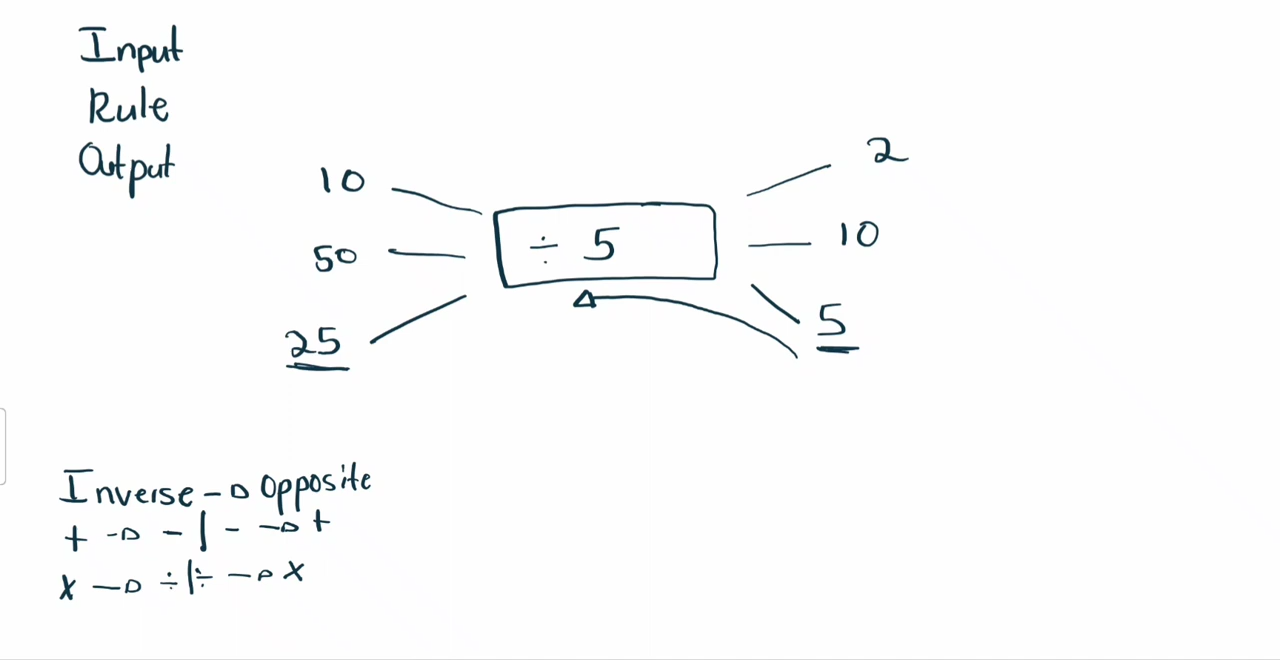 Input
Rule
Output
10
2
50
÷ 5
10
25
5
Inverse → Opposite
+ → - | - → +
x → ÷ | ÷ → x